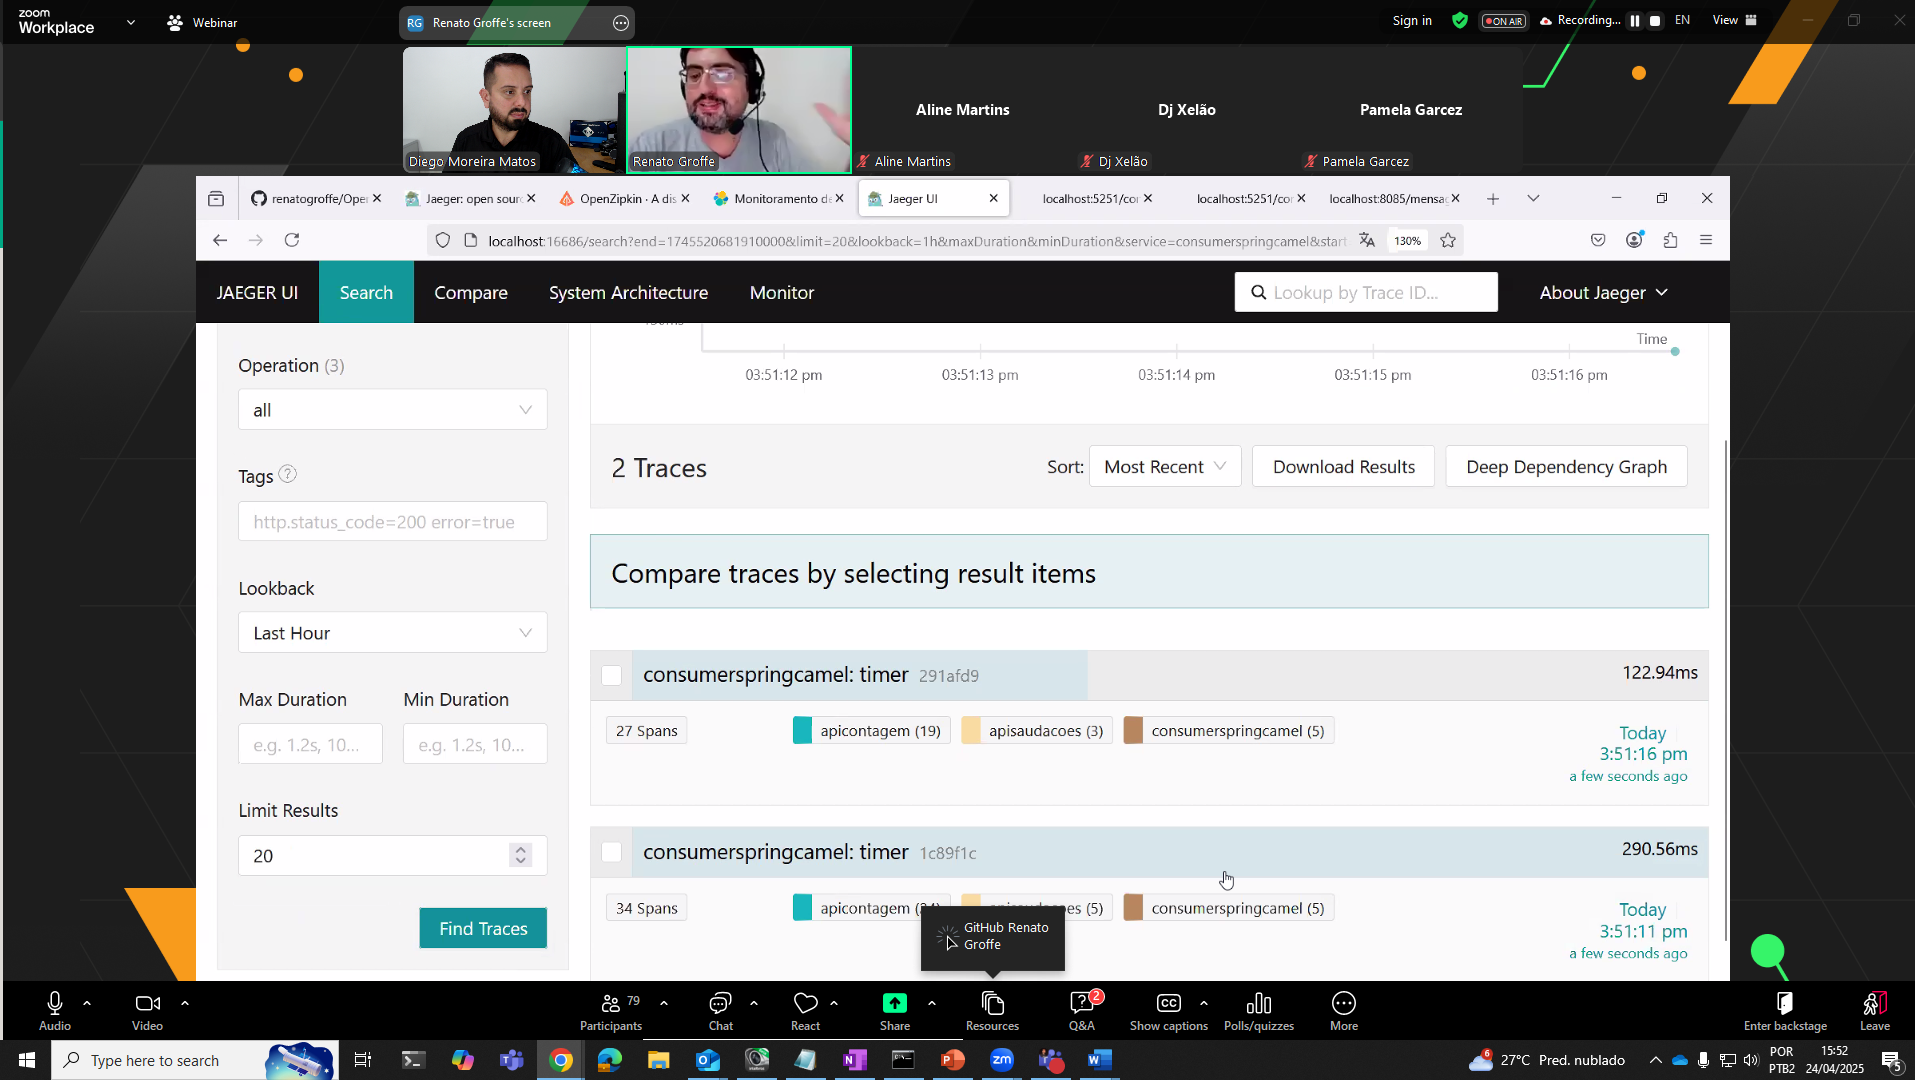 zoom
Workplace
Webinar
RG Renato Groffe's screen
Sign in
ON AIR
Recording...
EN
View
Diego Moreira Matos
Renato Groffe
Aline Martins
Aline Martins
Dj Xelão
Dj Xelão
Pamela Garcez
Pamela Garcez
renatogroffe/Ope
Jaeger: open sour
OpenZipkin · A dis
Monitoramento de
Jaeger UI
localhost:5251/cor
localhost:5251/cor
localhost:8085/mensag
localhost:16686/search?end=1745520681910000&limit=20&lookback=1h&maxDuration&minDuration&service=consumerspringcamel&start
130%
JAEGER UI
Search
Compare
System Architecture
Monitor
Lookup by Trace ID...
About Jaeger
Operation (3)
all
Tags
http.status_code=200 error=true
Lookback
Last Hour
Max Duration
Min Duration
e.g. 1.2s, 10...
e.g. 1.2s, 10...
Limit Results
20
Find Traces
Time
03:51:12 pm
03:51:13 pm
03:51:14 pm
03:51:15 pm
03:51:16 pm
2 Traces
Sort:
Most Recent
Download Results
Deep Dependency Graph
Compare traces by selecting result items
consumerspringcamel: timer 291afd9
122.94ms
27 Spans
apicontagem (19)
apisaudacoes (3)
consumerspringcamel (5)
Today
3:51:16 pm
a few seconds ago
consumerspringcamel: timer 1c89f1c
290.56ms
34 Spans
apicontagem
(5)
consumerspringcamel (5)
Today
3:51:11 pm
a few seconds ago
GitHub Renato
Groffe
Audio
Video
79
Participants
Chat
React
Share
Resources
2
Q&A
CC
Show captions
Polls/quizzes
More
Enter backstage
Leave
Type here to search
6
27°C Pred. nublado
POR
PTB2
15:52
24/04/2025
5